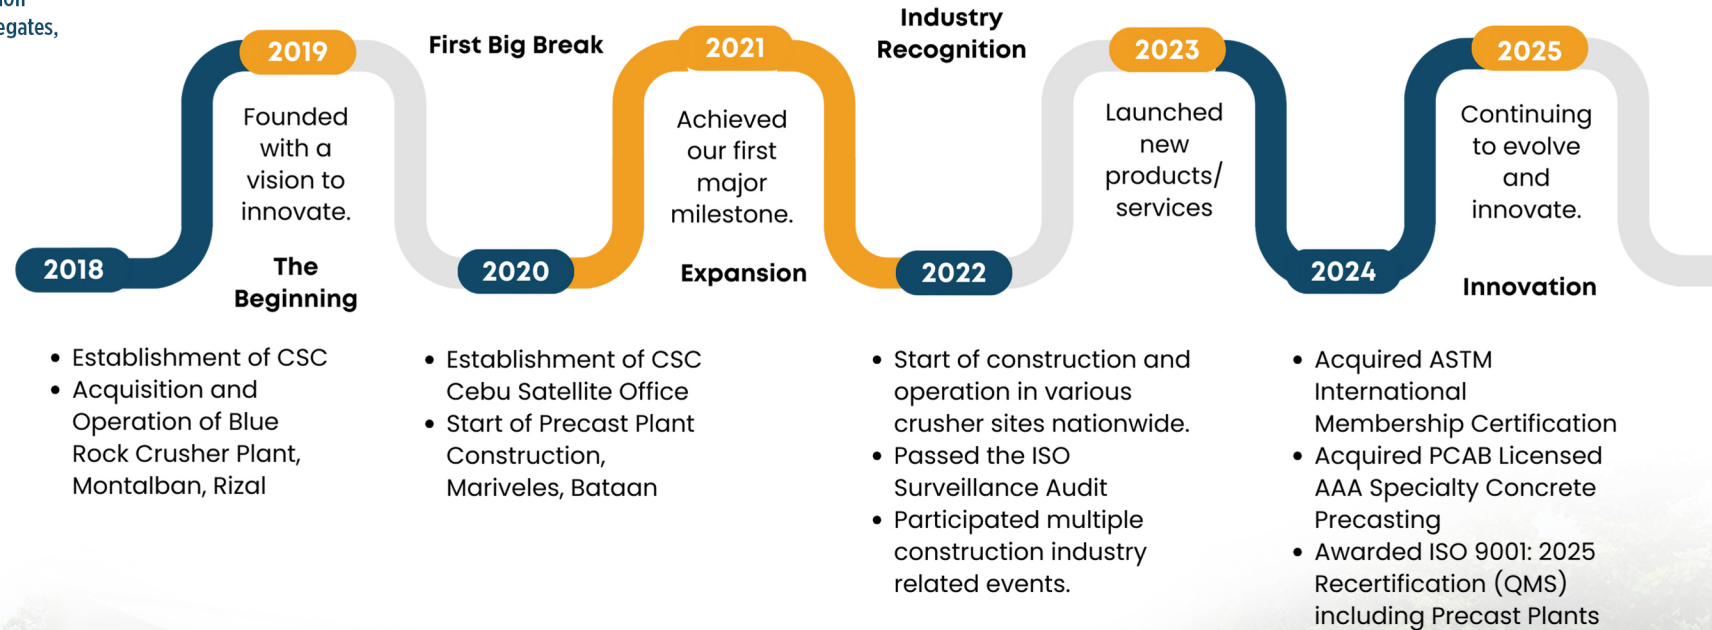 egates,
2019
First Big Break
2021
Industry
Recognition
2023
2025
Founded
with a
vision to
innovate.
Achieved
our first
major
milestone.
Launched
new
products/
services
Continuing
to evolve
and
innovate.
2018
The
Beginning
2020
Expansion
2022
2024
Innovation
• Establishment of CSC
• Acquisition and
Operation of Blue
Rock Crusher Plant,
Montalban, Rizal
• Establishment of CSC
Cebu Satellite Office
• Start of Precast Plant
Construction,
Mariveles, Bataan
• Start of construction and
operation in various
crusher sites nationwide.
• Passed the ISO
Surveillance Audit
• Participated multiple
construction industry
related events.
• Acquired ASTM
International
Membership Certification
• Acquired PCAB Licensed
AAA Specialty Concrete
Precasting
• Awarded ISO 9001: 2025
Recertification (QMS)
including Precast Plants